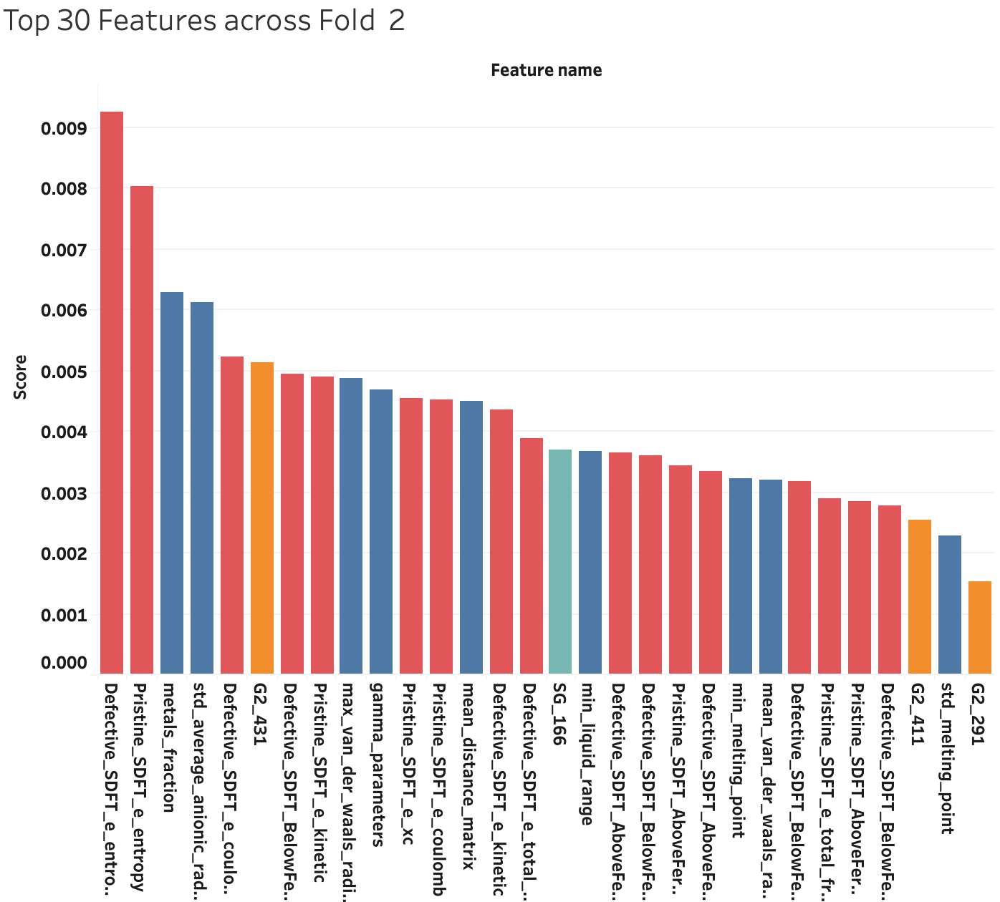 Top 30 Features across Fold 2
Feature name
Score
0.009
0.008
0.007
0.006
0.005
0.004
0.003
0.002
0.001
0.000
Defective_SDFT_e_entro..
Pristine_SDFT_e_entropy
metals_fraction
std_average_anionic_rad..
Defective_SDFT_e_coulo..
G2_431
Defective_SDFT_BelowFe..
Pristine_SDFT_e_kinetic
max_van_der_waals_radi..
gamma_parameters
Pristine_SDFT_e_xc
Pristine_SDFT_e_coulomb
mean_distance_matrix
Defective_SDFT_e_kinetic
Defective_SDFT_e_total_..
SG_166
min_liquid_range
Defective_SDFT_AboveFe..
Defective_SDFT_BelowFe..
Pristine_SDFT_AboveFer..
Defective_SDFT_AboveFe..
min_melting_point
mean_van_der_waals_ra..
Defective_SDFT_BelowFe..
Pristine_SDFT_e_total_fr..
Pristine_SDFT_AboveFer..
Defective_SDFT_BelowFe..
G2_411
std_melting_point
G2_291